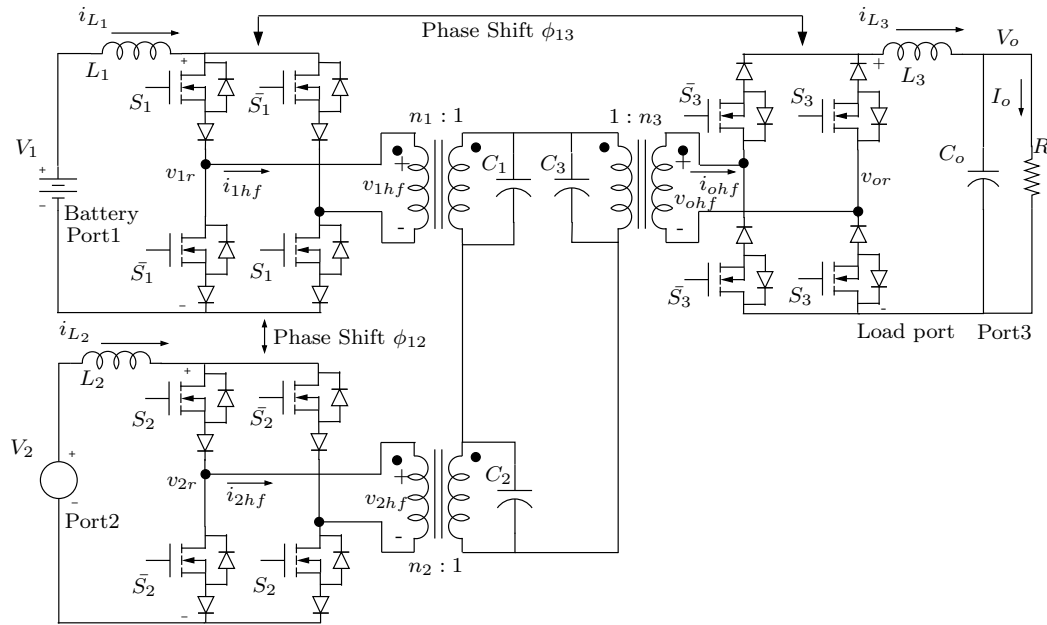 i_{L_1}
Phase Shift ϕ_{13}
i_{L_3}
V_o
L_1
+
+
L_3
S_1
S̄_1
S̄_3
S_3
I_o
n_1 : 1
1 : n_3
V_1
+
−
Battery
Port1
v_{1r}
i_{1hf}
+
v_{1hf}
-
C_1
C_3
+
v_{ohf}
-
i_{ohf}
v_{or}
C_o
R
S̄_1
S_1
S̄_3
S_3
−
-
i_{L_2}
Phase Shift ϕ_{12}
Load port
Port3
L_2
+
S_2
S̄_2
V_2
+
−
Port2
v_{2r}
i_{2hf}
+
v_{2hf}
-
C_2
S̄_2
S_2
n_2 : 1
−